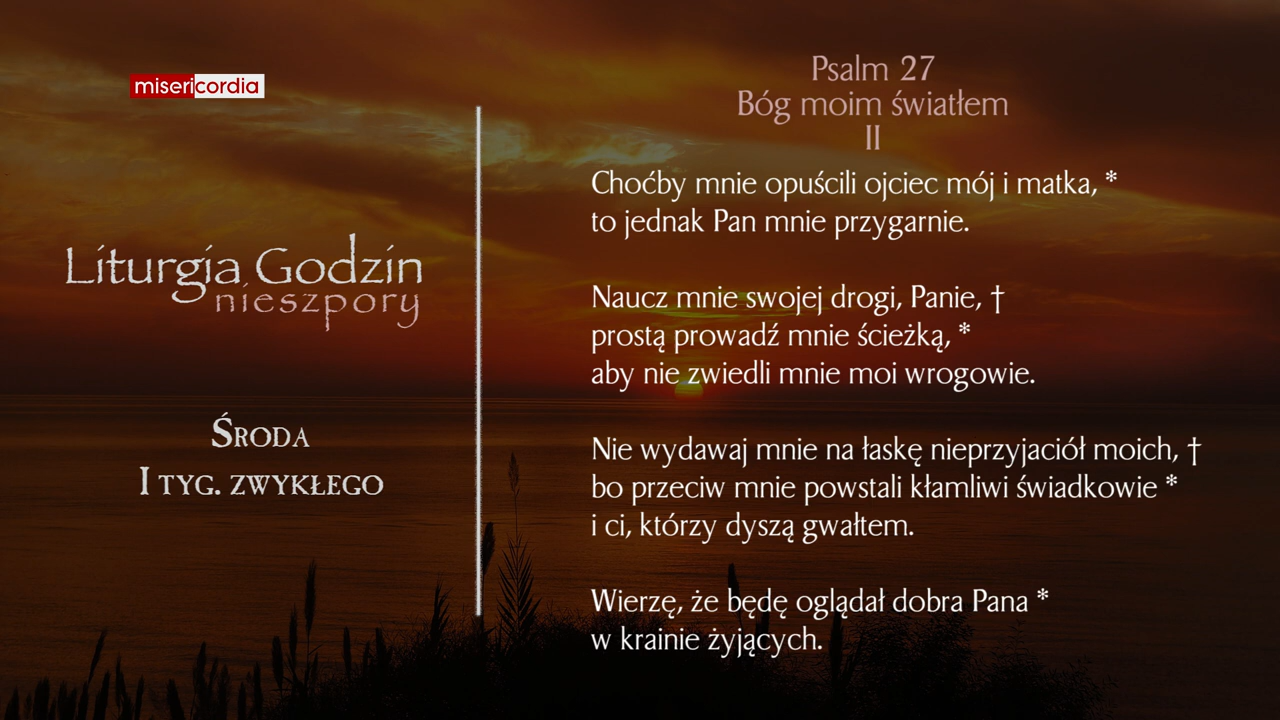 misericordia
Liturgia Godzin
nieszpory
Środa
I tyg. zwykłego
Psalm 27
Bóg moim światłem
II
Choćby mnie opuścili ojciec mój i matka, *
to jednak Pan mnie przygarnie.
Naucz mnie swojej drogi, Panie, †
prostą prowadź mnie ścieżką, *
aby nie zwiedli mnie moi wrogowie.
Nie wydawaj mnie na łaskę nieprzyjaciół moich, †
bo przeciw mnie powstali kłamliwi świadkowie *
i ci, którzy dyszą gwałtem.
Wierzę, że będę oglądał dobra Pana *
w krainie żyjących.